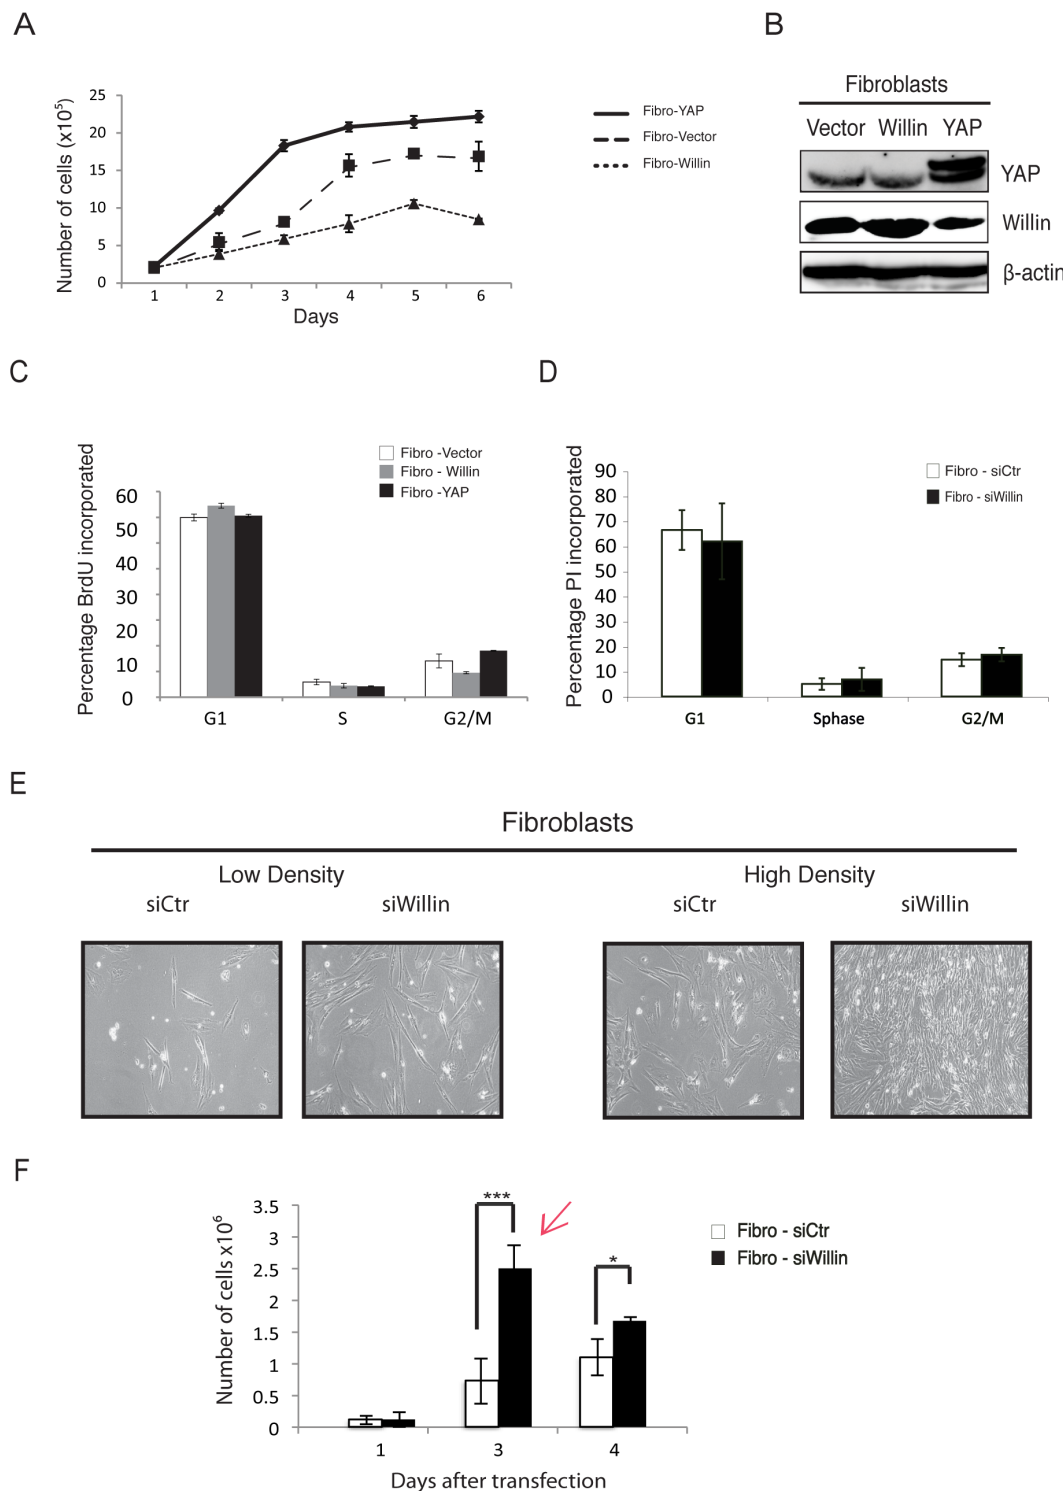 A
Number of cells (x10⁵)
25
20
15
10
5
0
1 2 3 4 5 6
Days
Fibro-YAP
Fibro-Vector
Fibro-Willin
B
Fibroblasts
Vector Willin YAP
YAP
Willin
β-actin
C
Percentage BrdU incorporated
60
50
40
30
20
10
0
G1 S G2/M
Fibro -Vector
Fibro - Willin
Fibro -YAP
D
Percentage PI incorporated
90
80
70
60
50
40
30
20
10
0
G1 Sphase G2/M
Fibro - siCtr
Fibro - siWillin
E
Fibroblasts
Low Density High Density
siCtr siWillin siCtr siWillin
F
Number of cells x10⁶
3.5
3
2.5
2
1.5
1
0.5
0
*** *
1 3 4
Days after transfection
Fibro - siCtr
Fibro - siWillin